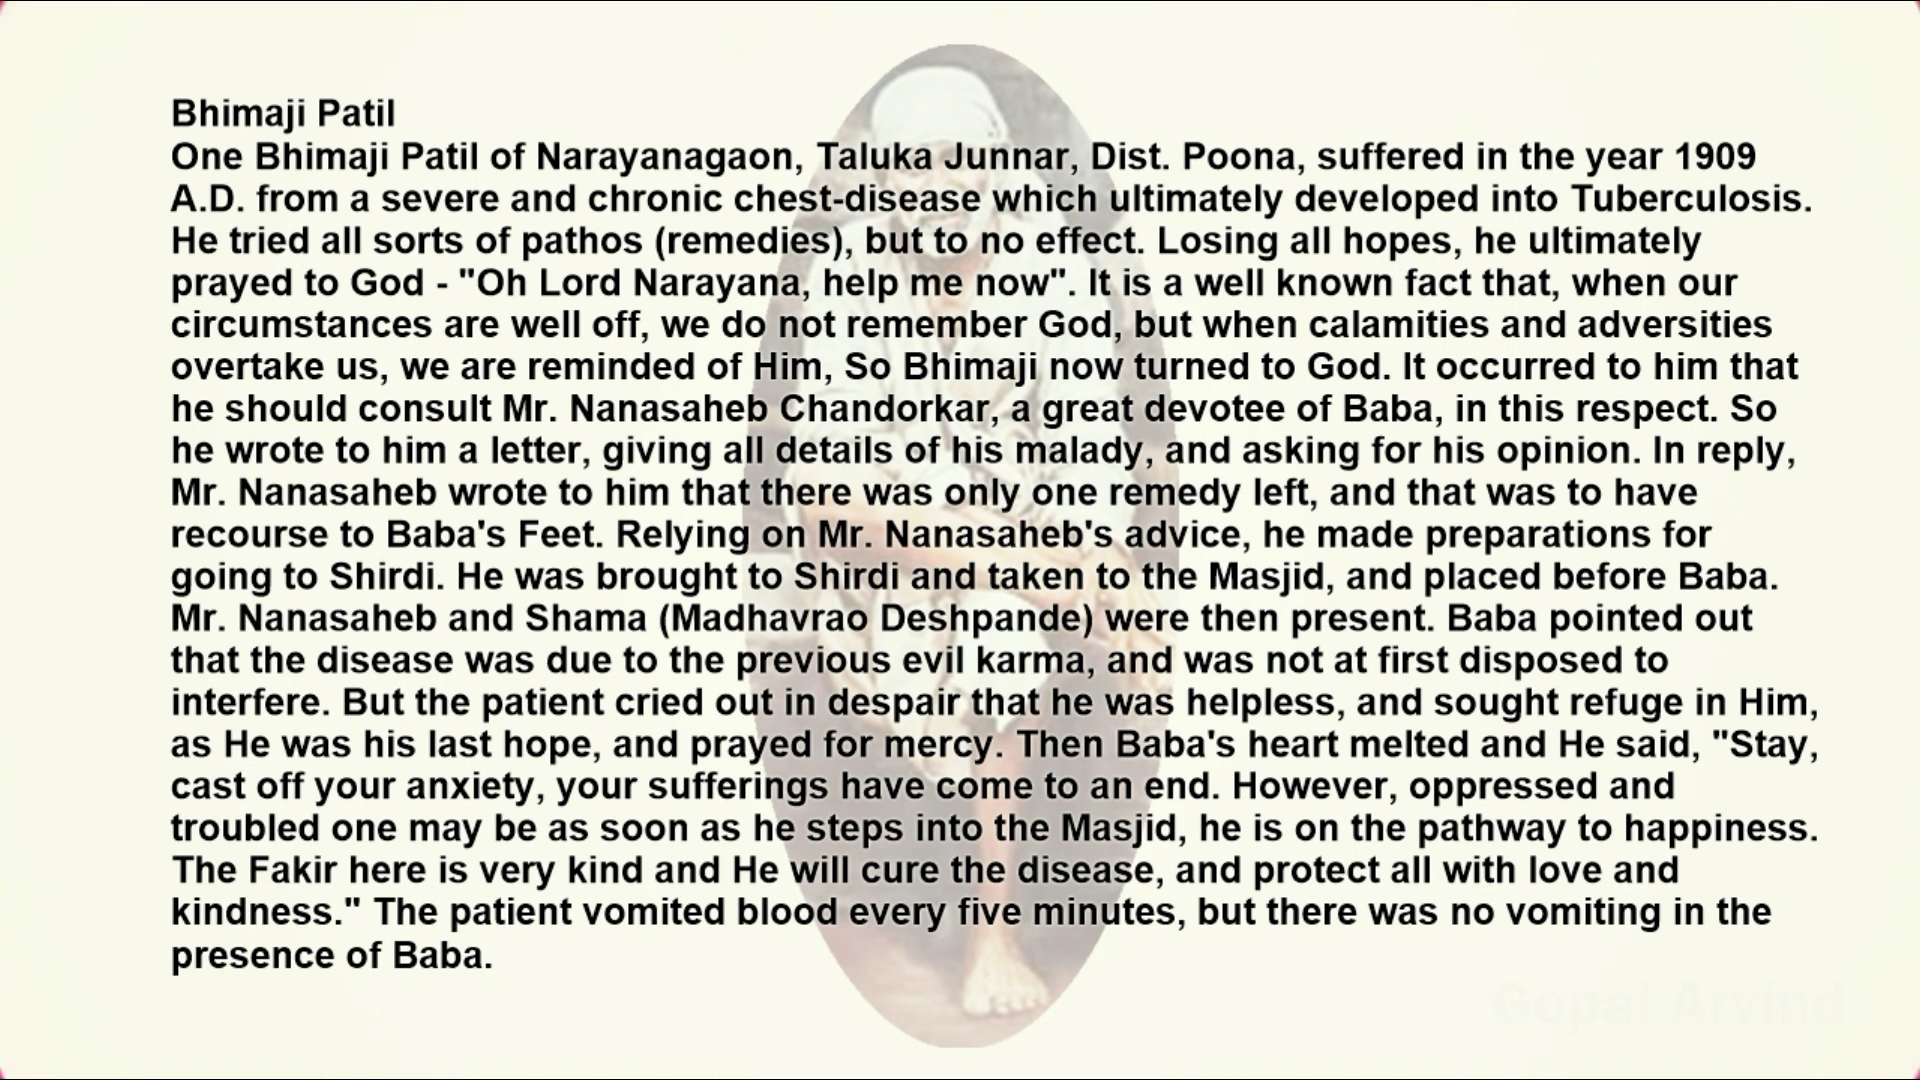 Bhimaji Patil
One Bhimaji Patil of Narayanagaon, Taluka Junnar, Dist. Poona, suffered in the year 1909
A.D. from a severe and chronic chest-disease which ultimately developed into Tuberculosis.
He tried all sorts of pathos (remedies), but to no effect. Losing all hopes, he ultimately
prayed to God - "Oh Lord Narayana, help me now". It is a well known fact that, when our
circumstances are well off, we do not remember God, but when calamities and adversities
overtake us, we are reminded of Him, So Bhimaji now turned to God. It occurred to him that
he should consult Mr. Nanasaheb Chandorkar, a great devotee of Baba, in this respect. So
he wrote to him a letter, giving all details of his malady, and asking for his opinion. In reply,
Mr. Nanasaheb wrote to him that there was only one remedy left, and that was to have
recourse to Baba's Feet. Relying on Mr. Nanasaheb's advice, he made preparations for
going to Shirdi. He was brought to Shirdi and taken to the Masjid, and placed before Baba.
Mr. Nanasaheb and Shama (Madhavrao Deshpande) were then present. Baba pointed out
that the disease was due to the previous evil karma, and was not at first disposed to
interfere. But the patient cried out in despair that he was helpless, and sought refuge in Him,
as He was his last hope, and prayed for mercy. Then Baba's heart melted and He said, "Stay,
cast off your anxiety, your sufferings have come to an end. However, oppressed and
troubled one may be as soon as he steps into the Masjid, he is on the pathway to happiness.
The Fakir here is very kind and He will cure the disease, and protect all with love and
kindness." The patient vomited blood every five minutes, but there was no vomiting in the
presence of Baba.
Gopal Arvind